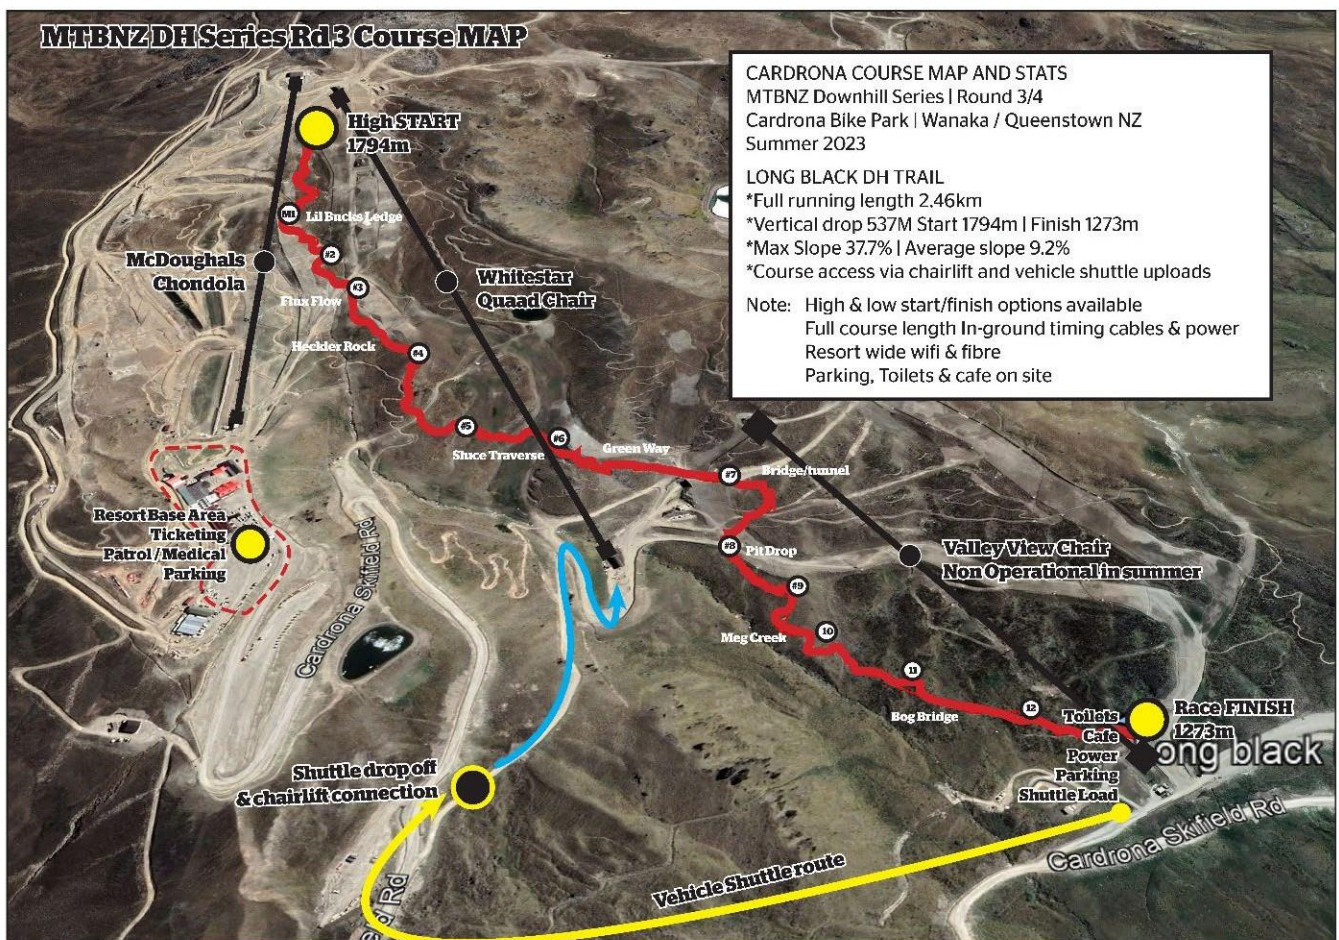 MTBNZ DH Series Rd 3 Course MAP
CARDRONA COURSE MAP AND STATS
MTBNZ Downhill Series | Round 3/4
Cardrona Bike Park | Wanaka / Queenstown NZ
Summer 2023
LONG BLACK DH TRAIL
*Full running length 2.46km
*Vertical drop 537M Start 1794m | Finish 1273m
*Max Slope 37.7% | Average slope 9.2%
*Course access via chairlift and vehicle shuttle uploads
Note: High & low start/finish options available
Full course length In-ground timing cables & power
Resort wide wifi & fibre
Parking, Toilets & cafe on site
High START
1794m
M1
Lil Bucks Ledge
#2
McDoughals
Chondola
Whitestar
Quaad Chair
#3
Flux Flow
Heckler Rock
#4
#5
Sluce Traverse
#6
Green Way
#7
Bridge/tunnel
Resort Base Area
Ticketing
Patrol / Medical
Parking
Cardrona Skifield Rd
#8
Pit Drop
Valley View Chair
Non Operational in summer
#9
Meg Creek
10
11
Bog Bridge
12
Race FINISH
1273m
Toilets
Cafe
Power
Parking
Shuttle Load
ong black
Shuttle drop off
& chairlift connection
Cardrona Skifield Rd
Vehicle Shuttle route
eld Rd